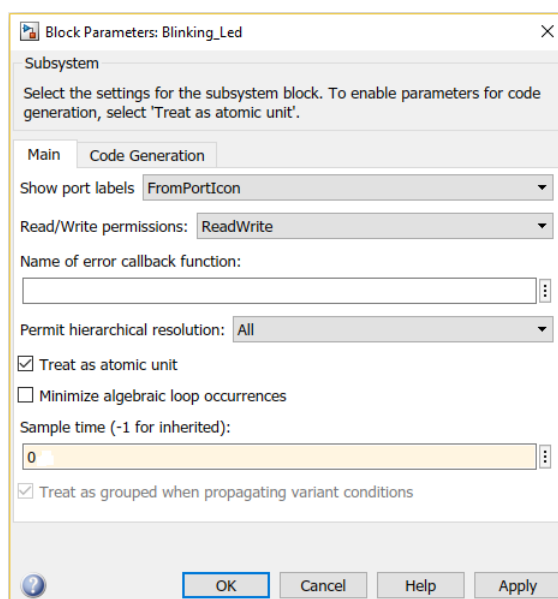 Block Parameters: Blinking_Led
Subsystem
Select the settings for the subsystem block. To enable parameters for code
generation, select 'Treat as atomic unit'.
Main Code Generation
Show port labels FromPortIcon
Read/Write permissions: ReadWrite
Name of error callback function:
Permit hierarchical resolution: All
Treat as atomic unit
Minimize algebraic loop occurrences
Sample time (-1 for inherited):
0
Treat as grouped when propagating variant conditions
OK Cancel Help Apply